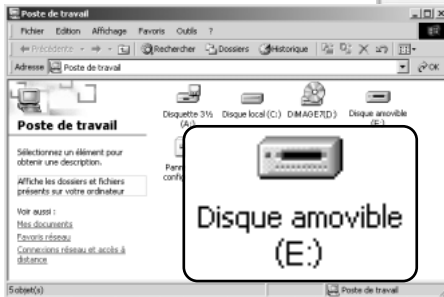 Poste de travail
Fichier Edition Affichage Favoris Outils ?
Précédente Rechercher Dossiers Historique
Adresse Poste de travail OK
Poste de travail
Sélectionnez un élément pour
obtenir une description.
Affiche les dossiers et fichiers
présents sur votre ordinateur
Voir aussi :
Mes documents
Favoris réseau
Connexions réseau et accès à
distance
Disquette 3½
(A:)
Disque local (C:)
DiMAGE7(D:)
Disque amovible
(E:)
Disque amovible
(E:)
5 objet(s)
Poste de travail